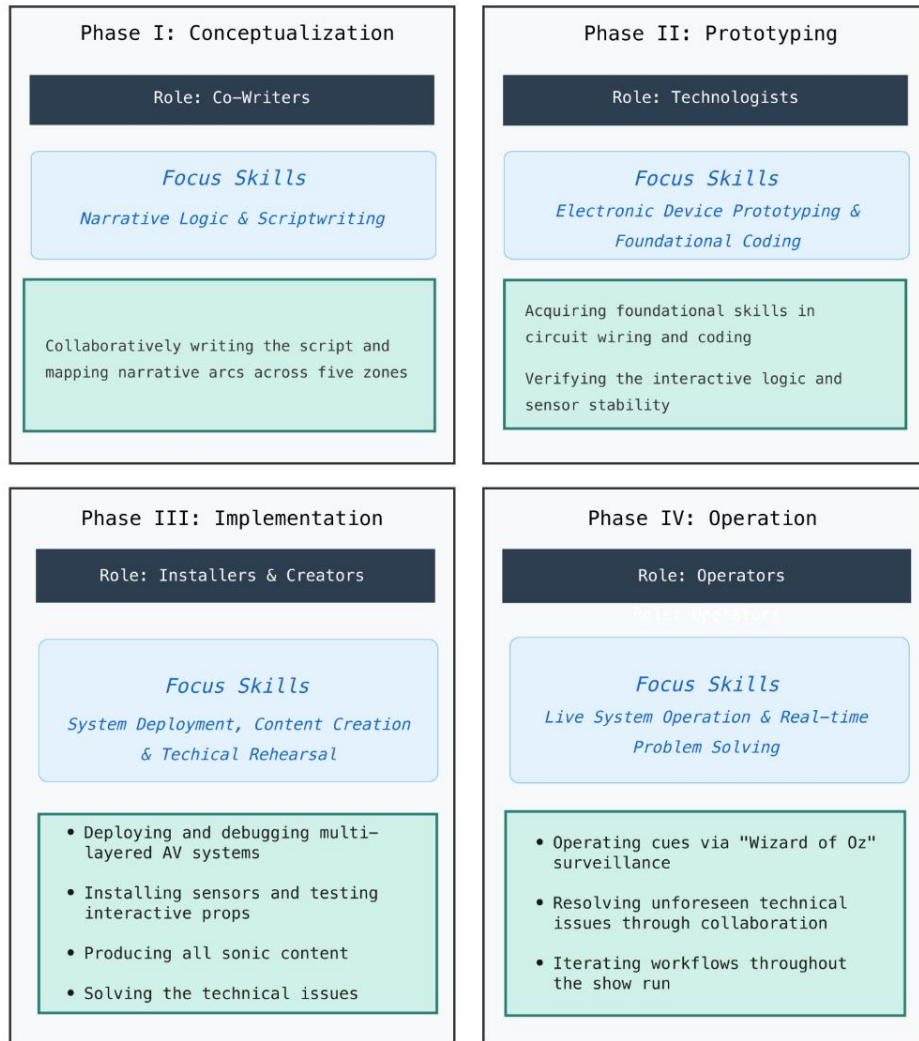 Phase I: Conceptualization
Role: Co-Writers
Focus Skills
Narrative Logic & Scriptwriting
Collaboratively writing the script and
mapping narrative arcs across five zones
Phase II: Prototyping
Role: Technologists
Focus Skills
Electronic Device Prototyping &
Foundational Coding
Acquiring foundational skills in
circuit wiring and coding
Verifying the interactive logic and
sensor stability
Phase III: Implementation
Role: Installers & Creators
Focus Skills
System Deployment, Content Creation
& Techical Rehearsal
• Deploying and debugging multi-
layered AV systems
• Installing sensors and testing
interactive props
• Producing all sonic content
• Solving the technical issues
Phase IV: Operation
Role: Operators
Role: Operators
Focus Skills
Live System Operation & Real-time
Problem Solving
• Operating cues via "Wizard of Oz"
surveillance
• Resolving unforeseen technical
issues through collaboration
• Iterating workflows throughout
the show run